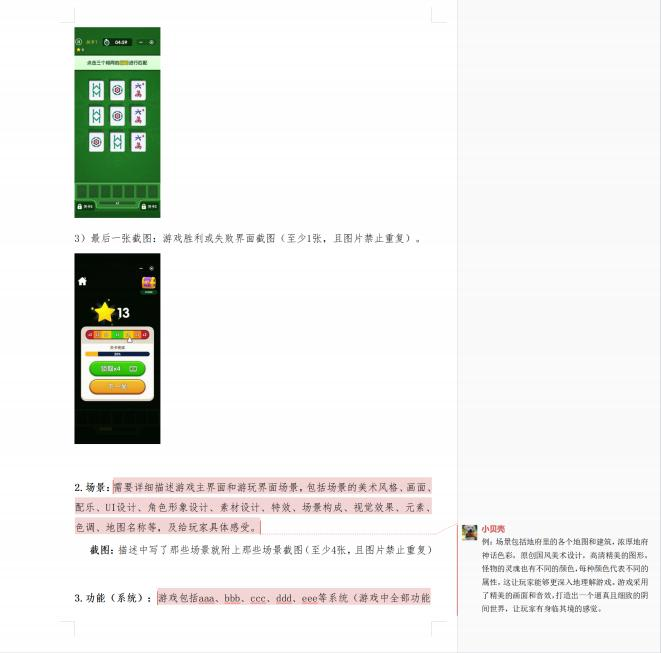 关卡1
04:59
点击三个相同的
进行匹配
3）最后一张截图：游戏胜利或失败界面截图（至少1张，且图片禁止重复）。
13
领取x4
下一关
2.场景：需要详细描述游戏主界面和游玩界面场景，包括场景的美术风格、画面、
配乐、UI设计、角色形象设计、素材设计、特效、场景构成、视觉效果、元素、
色调、地图名称等，及给玩家具体感受。
截图：描述中写了那些场景就附上那些场景截图（至少4张，且图片禁止重复）
3.功能（系统）：游戏包括aaa、bbb、ccc、ddd、eee等系统（游戏中全部功能
小贝壳
例：场景包括地府里的各个地图和建筑，浓厚地府
神话色彩，原创国风美术设计，高清精美的图形。
怪物的灵魂也有不同的颜色，每种颜色代表不同的
属性。这让玩家能够更深入地理解游戏。游戏采用
了精美的画面和音效，打造出一个逼真且细致的阴
间世界，让玩家有身临其境的感觉。